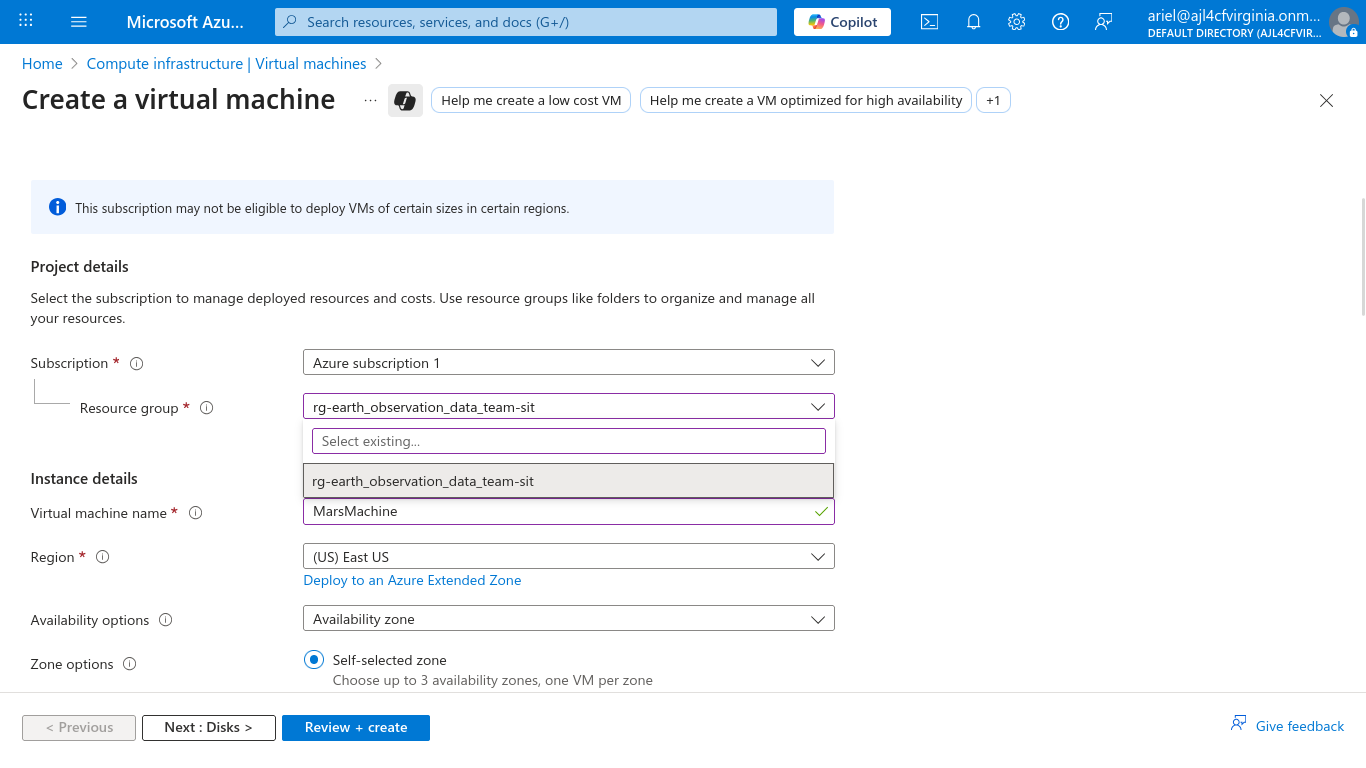 Microsoft Azu...
Search resources, services, and docs (G+/)
Copilot
ariel@ajl4cfvirginia.onm...
DEFAULT DIRECTORY (AJL4CFVIR...
Home
Compute infrastructure | Virtual machines
Create a virtual machine
...
Help me create a low cost VM
Help me create a VM optimized for high availability
+1
This subscription may not be eligible to deploy VMs of certain sizes in certain regions.
Project details
Select the subscription to manage deployed resources and costs. Use resource groups like folders to organize and manage all
your resources.
Subscription *
Azure subscription 1
Resource group *
rg-earth_observation_data_team-sit
Select existing...
rg-earth_observation_data_team-sit
Instance details
Virtual machine name *
MarsMachine
Region *
(US) East US
Deploy to an Azure Extended Zone
Availability options
Availability zone
Zone options
Self-selected zone
Choose up to 3 availability zones, one VM per zone
< Previous
Next : Disks >
Review + create
Give feedback